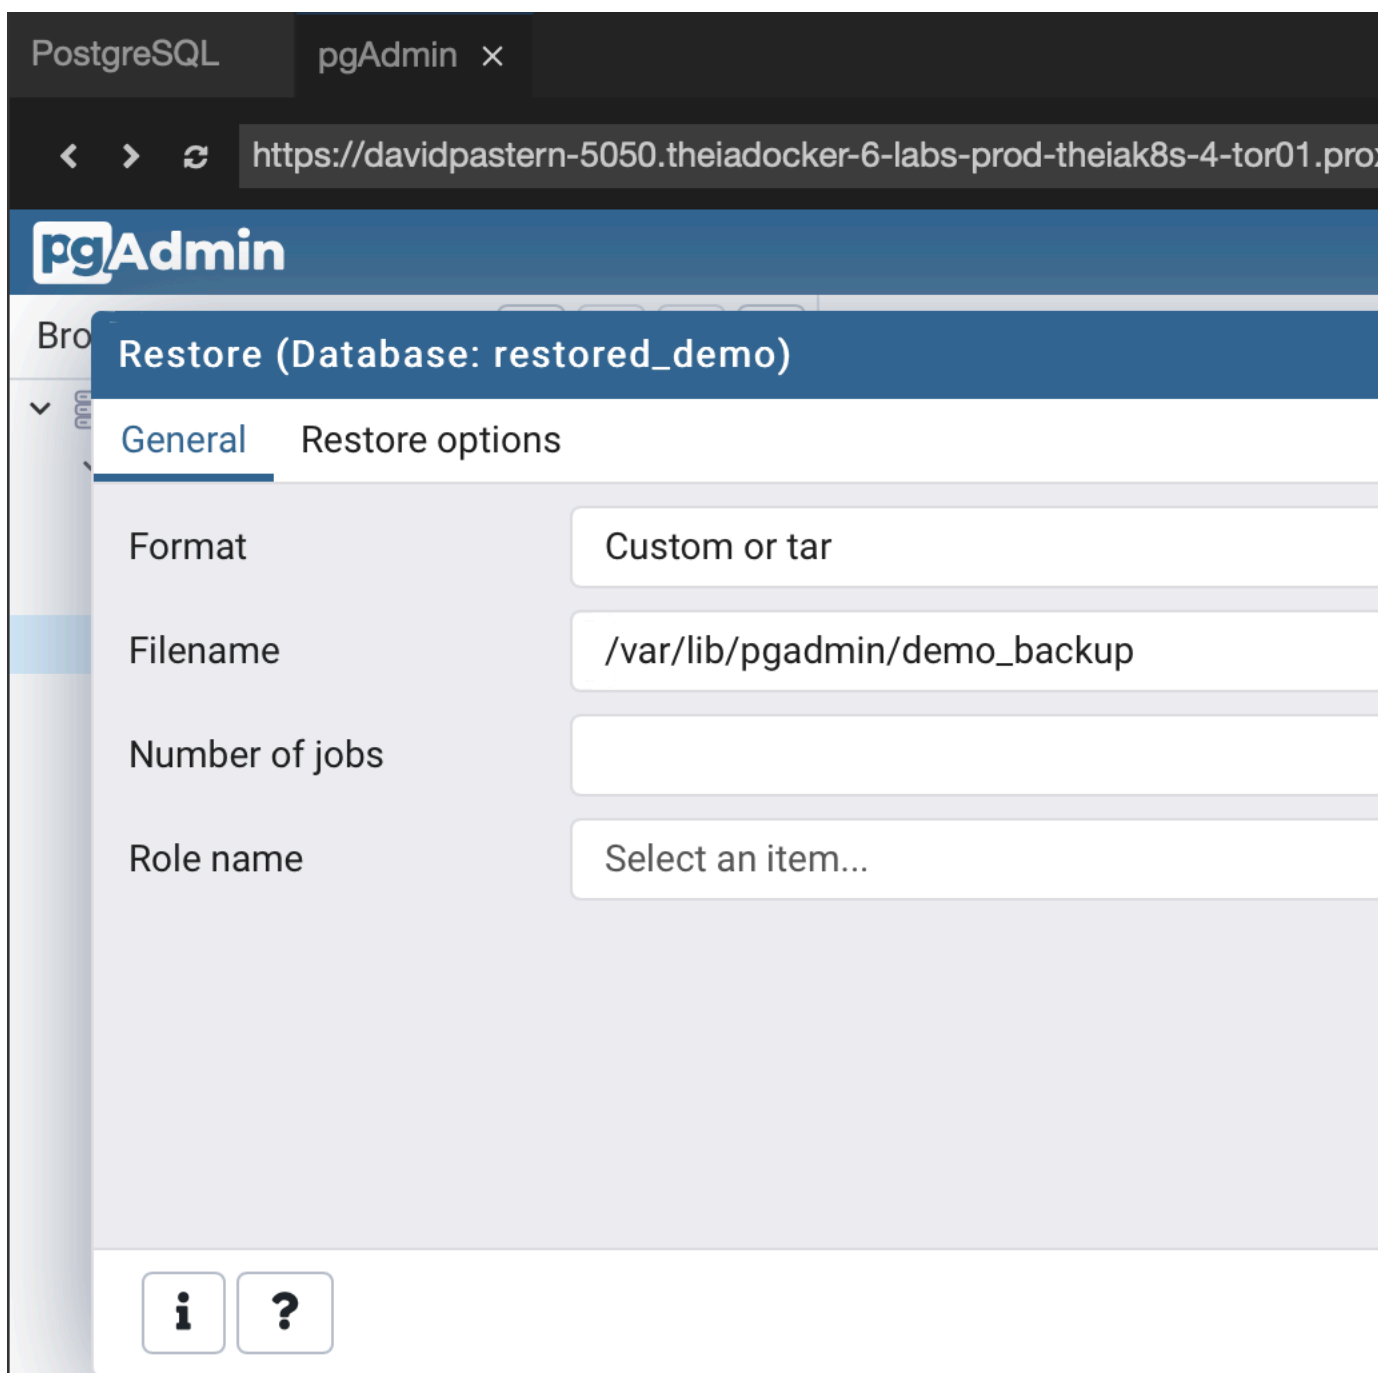 PostgreSQL
pgAdmin
https://davidpastern-5050.theiadocker-6-labs-prod-theiak8s-4-tor01.pro
pgAdmin
Bro
Restore (Database: restored_demo)
General Restore options
Format Custom or tar
Filename /var/lib/pgadmin/demo_backup
Number of jobs
Role name Select an item...
i ?